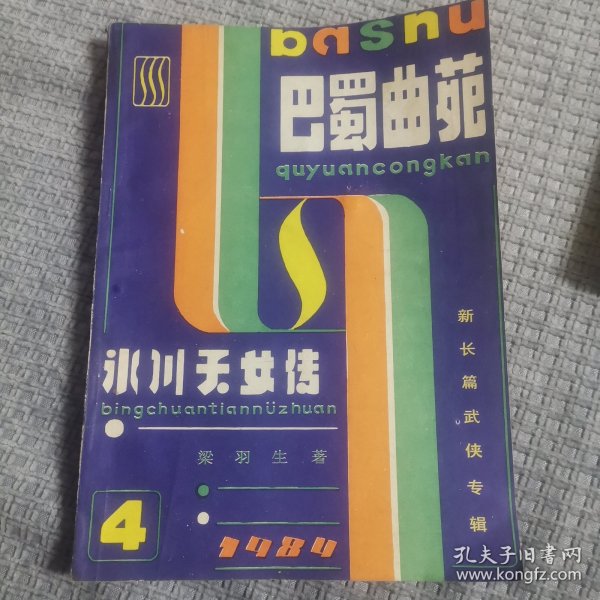 bashu
巴蜀曲苑
quyuancongkan
冰川天女传
bingchuantiannüzhuan
梁羽生著
新长篇武侠专辑
4
1984
孔夫子旧书网
www.kongfz.com